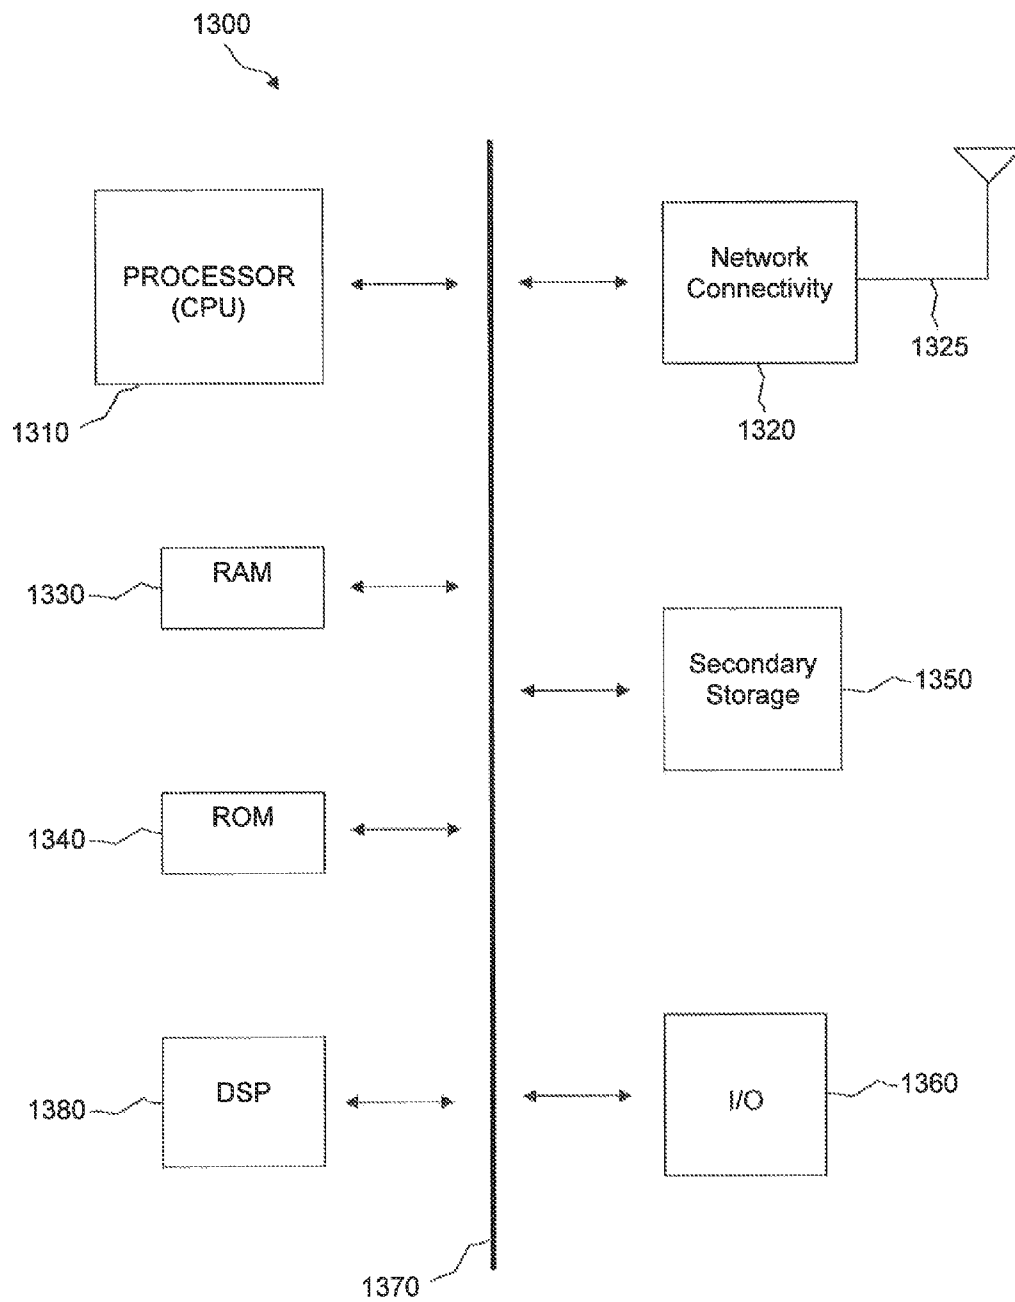 1300
PROCESSOR
(CPU)
1310
Network
Connectivity
1325
1320
RAM
1330
Secondary
Storage
1350
ROM
1340
DSP
1380
I/O
1360
1370